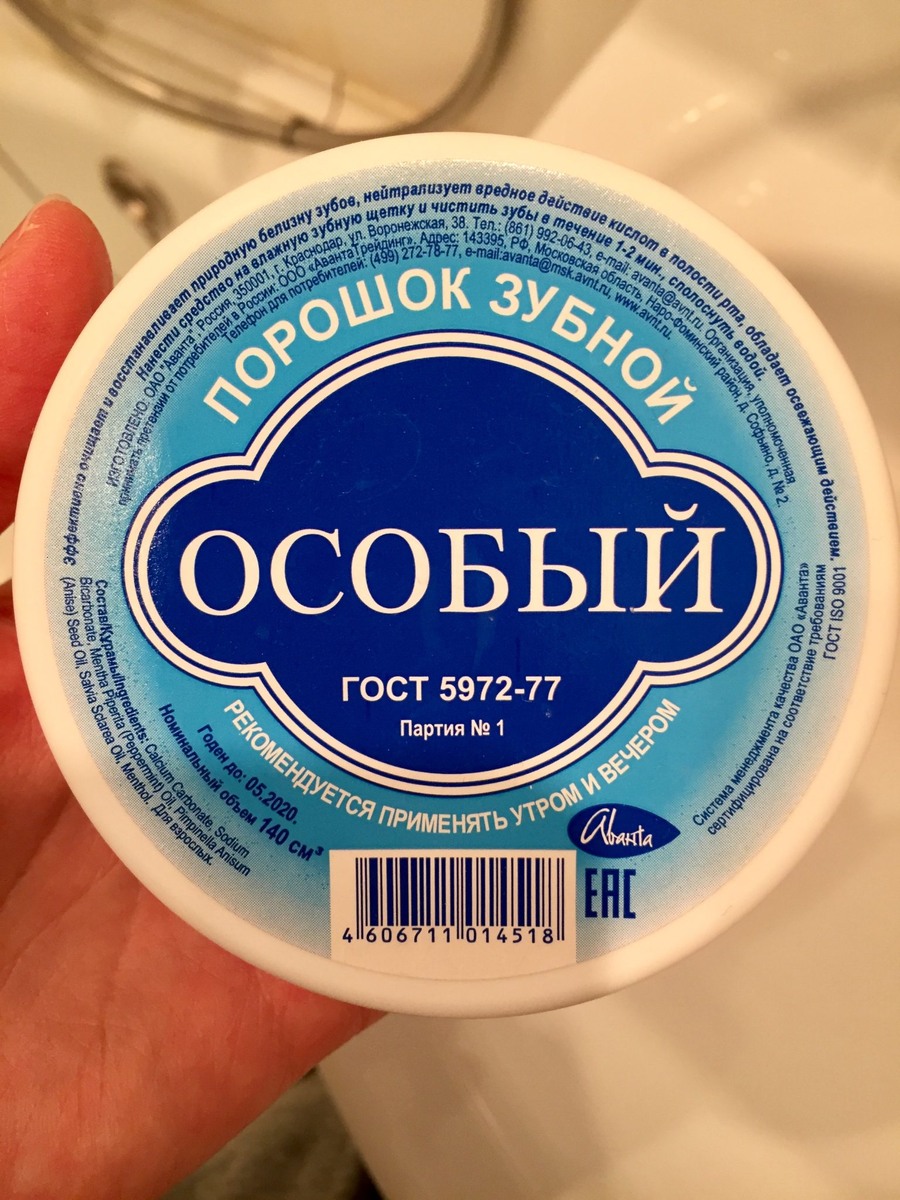 Эффективно очищает и восстанавливает природную белизну зубов, нейтрализует вредное действие кислот в полости рта, обладает освежающим действием.
Нанести средство на влажную зубную щетку и чистить зубы в течение 1-2 мин., сполоснуть водой.
ИЗГОТОВЛЕНО: ОАО "Аванта", Россия, 350001, г. Краснодар, ул. Воронежская, 38. Тел.: (861) 992-06-43, e-mail: avanta@avnt.ru. Организация, уполномоченная
принимать претензии от потребителей в России: ООО «АвантаТрейдинг». Адрес: 143395, РФ, Московская область, Наро-Фоминский район, д. Софьино, д. № 2.
Телефон для потребителей: (499) 272-78-77, e-mail:avanta@msk.avnt.ru, www.avnt.ru.
ПОРОШОК ЗУБНОЙ
ОСОБЫЙ
ГОСТ 5972-77
Партия № 1
РЕКОМЕНДУЕТСЯ ПРИМЕНЯТЬ УТРОМ И ВЕЧЕРОМ
Состав/Құрамы/Ingredients: Calcium Carbonate, Sodium
Bicarbonate, Mentha Piperita (Peppermint) Oil, Pimpinella Anisum
(Anise) Seed Oil, Salvia Sclarea Oil, Menthol. Для взрослых.
Годен до: 05.2020.
Номинальный объем 140 см³
Система менеджмента качества ОАО «Аванта»
сертифицирована на соответствие требованиям
ГОСТ ISO 9001
Avanta
EAC
4 606711 014518